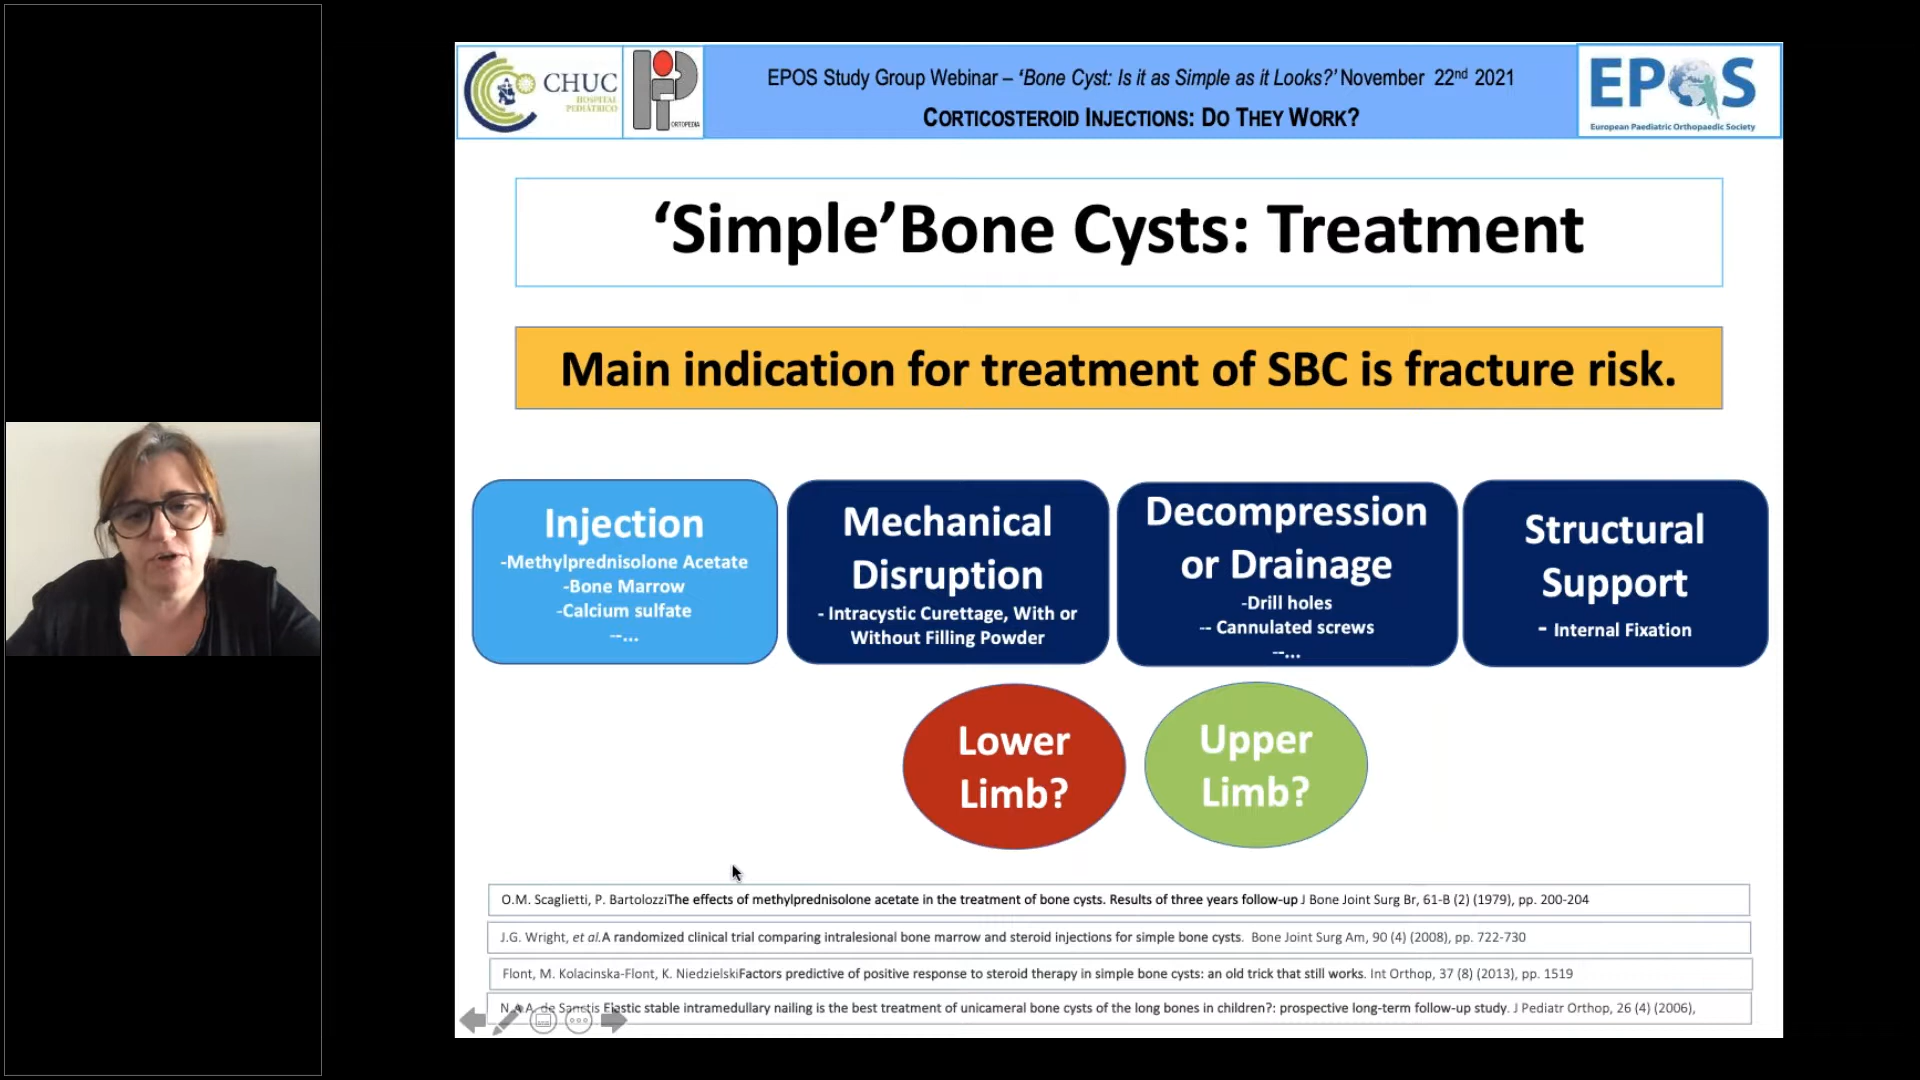 CHUC
HOSPITAL
PEDIÁTRICO
ORTOPEDIA
EPOS Study Group Webinar – ‘Bone Cyst: Is it as Simple as it Looks?’ November 22nd 2021
CORTICOSTEROID INJECTIONS: DO THEY WORK?
EPOS
European Paediatric Orthopaedic Society
‘Simple’Bone Cysts: Treatment
Main indication for treatment of SBC is fracture risk.
Injection
-Methylprednisolone Acetate
-Bone Marrow
-Calcium sulfate
--...
Mechanical
Disruption
- Intracystic Curettage, With or
Without Filling Powder
Decompression
or Drainage
-Drill holes
-- Cannulated screws
--...
Structural
Support
- Internal Fixation
Lower
Limb?
Upper
Limb?
O.M. Scaglietti, P. BartolozziThe effects of methylprednisolone acetate in the treatment of bone cysts. Results of three years follow-up J Bone Joint Surg Br, 61-B (2) (1979), pp. 200-204
J.G. Wright, et al.A randomized clinical trial comparing intralesional bone marrow and steroid injections for simple bone cysts. Bone Joint Surg Am, 90 (4) (2008), pp. 722-730
Flont, M. Kolacinska-Flont, K. NiedzielskiFactors predictive of positive response to steroid therapy in simple bone cysts: an old trick that still works. Int Orthop, 37 (8) (2013), pp. 1519
de Sanctis Elastic stable intramedullary nailing is the best treatment of unicameral bone cysts of the long bones in children?: prospective long-term follow-up study. J Pediatr Orthop, 26 (4) (2006),